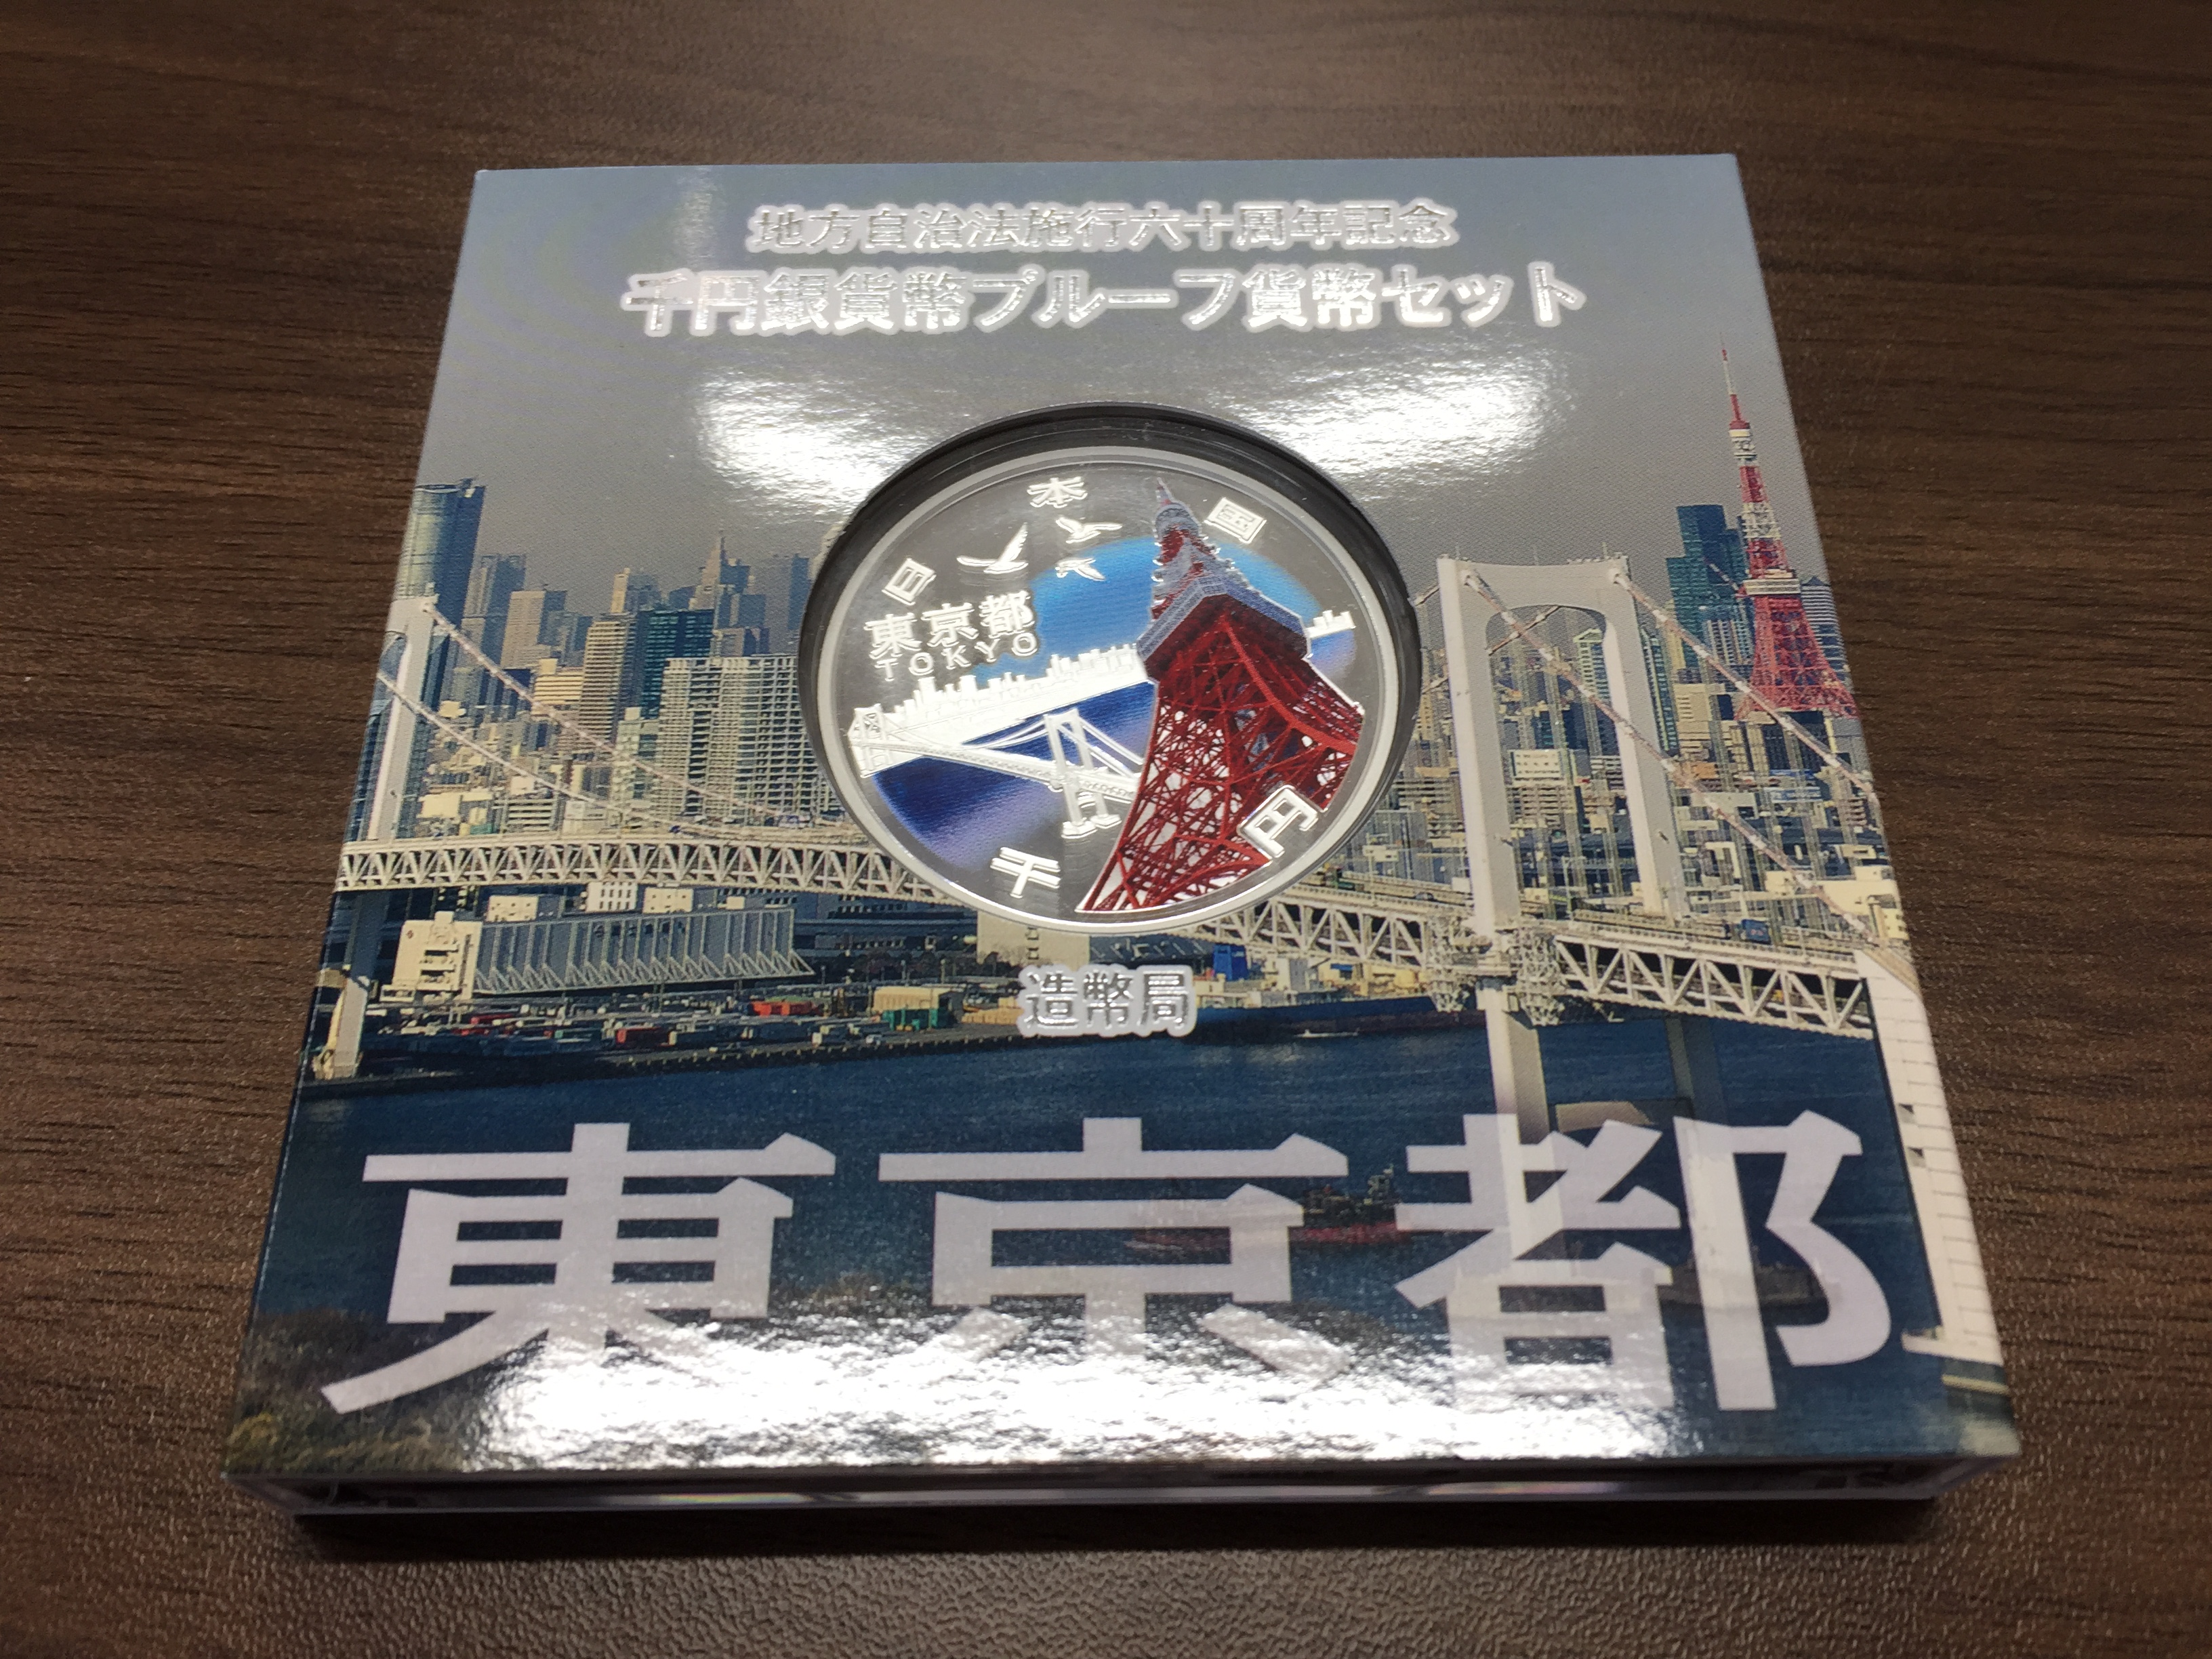 地方自治法施行六十周年記念
千円銀貨幣プルーフ貨幣セット
日本国
東京都
TOKYO
千円
造幣局
東京都